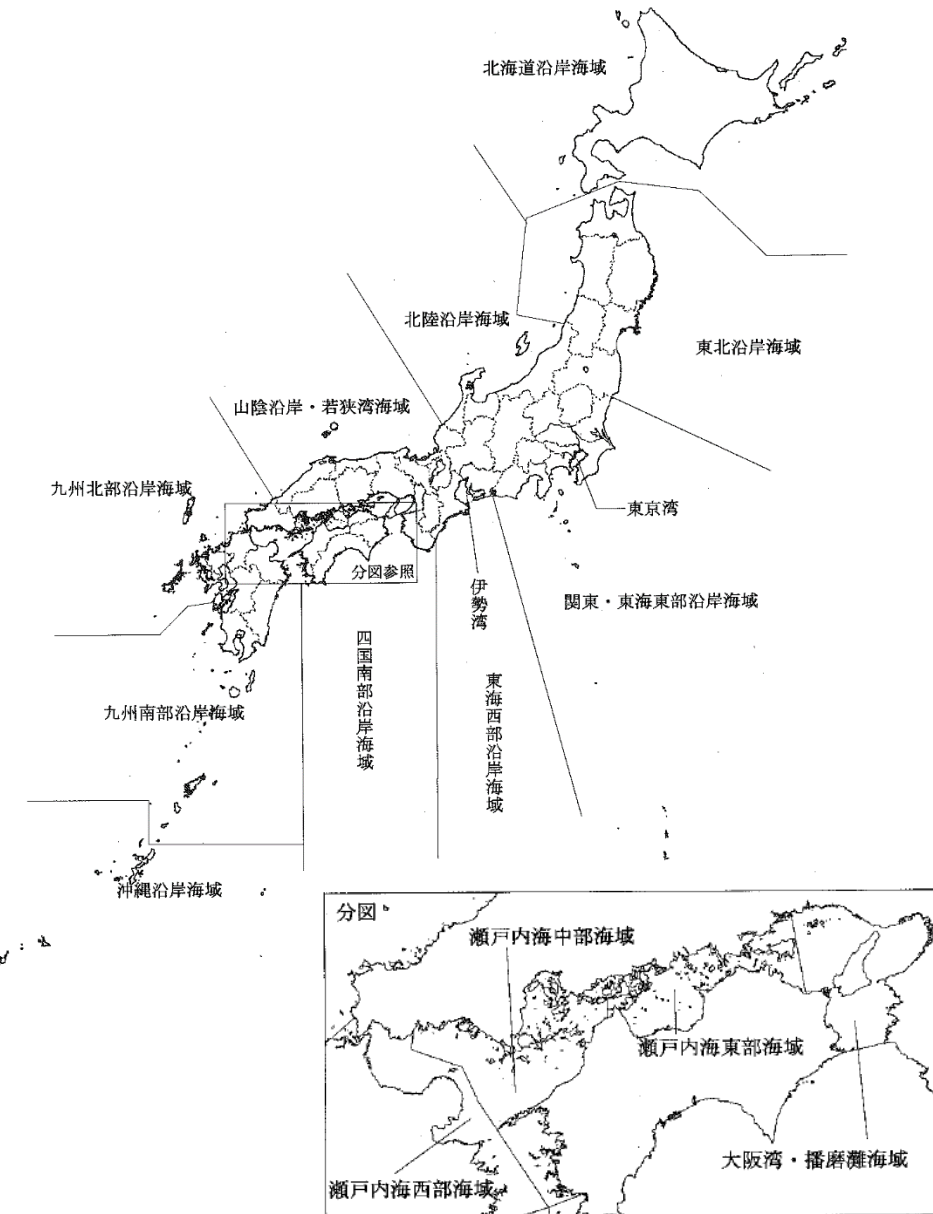 北海道沿岸海域
北陸沿岸海域
東北沿岸海域
山陰沿岸・若狭湾海域
九州北部沿岸海域
東京湾
分図参照
伊勢湾
関東・東海東部沿岸海域
四国南部沿岸海域
東海西部沿岸海域
九州南部沿岸海域
沖縄沿岸海域
分図
瀬戸内海中部海域
瀬戸内海東部海域
大阪湾・播磨灘海域
瀬戸内海西部海域